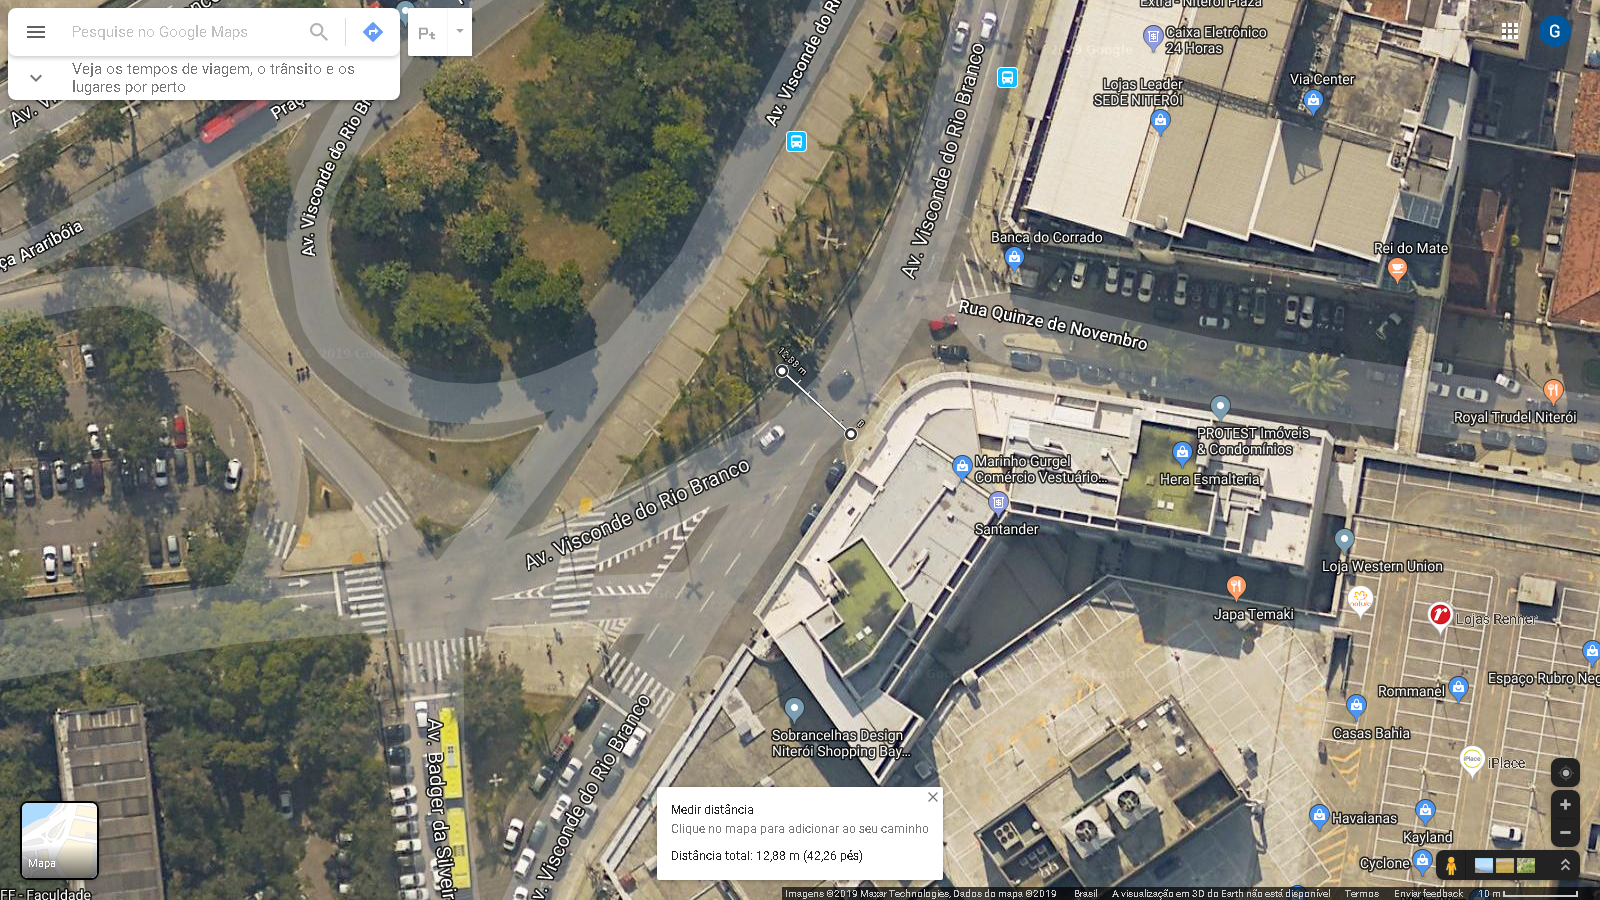 Pesquise no Google Maps
Veja os tempos de viagem, o trânsito e os
lugares por perto
Extra - Niterói Plaza
Caixa Eletrônico
24 Horas
Lojas Leader
SEDE NITEROI
Via Center
Av. Visconde do Rio
Av. Visconde do Rio Branco
Av. Visconde do Rio Branco
Banca do Corrado
Rei do Mate
Rua Quinze de Novembro
12,88 m
Royal Trudel Niterói
PROTEST Imóveis
& Condomínios
Hera Esmalteria
Marinho Gurgel
Comércio Vestuário...
Santander
Av. Visconde do Rio Branco
Loja Western Union
Japa Temaki
Lojas Renner
Espaço Rubro Neg
Rommanel
Casas Bahia
Sobrancelhas Design
Niterói Shopping Bay...
iPlace
Av. Visconde do Rio Branco
Av. Badger da Silveir
Havaianas
Kayland
Cyclone
Mapa
FF - Faculdade
Medir distância
Clique no mapa para adicionar ao seu caminho
Distância total: 12,88 m (42,26 pés)
Imagens ©2019 Maxar Technologies, Dados do mapa ©2019 Brasil A visualização em 3D do Earth não está disponível Termos Enviar feedback 10 m